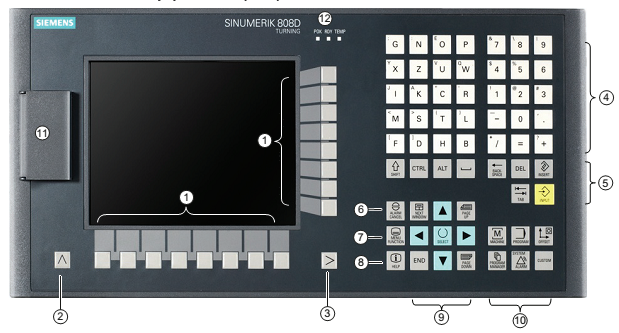 SIEMENS
SINUMERIK 808D
TURNING
12
POK RDY TEMP
G N O P 7 8 9
X Z U W 4 5 6
I K C R 1 2 3
M S T L - 0 .
F D H B / = +
4
11
1
1
SHIFT CTRL ALT BACKSPACE DEL INSERT
TAB INPUT
5
6 ALARM CANCEL NEXT WINDOW PAGE UP
7 MENU FUNCTION SELECT MACHINE PROGRAM OFFSET
8 HELP END PAGE DOWN PROGRAM MANAGER SYSTEM ALARM CUSTOM
2
3
9
10